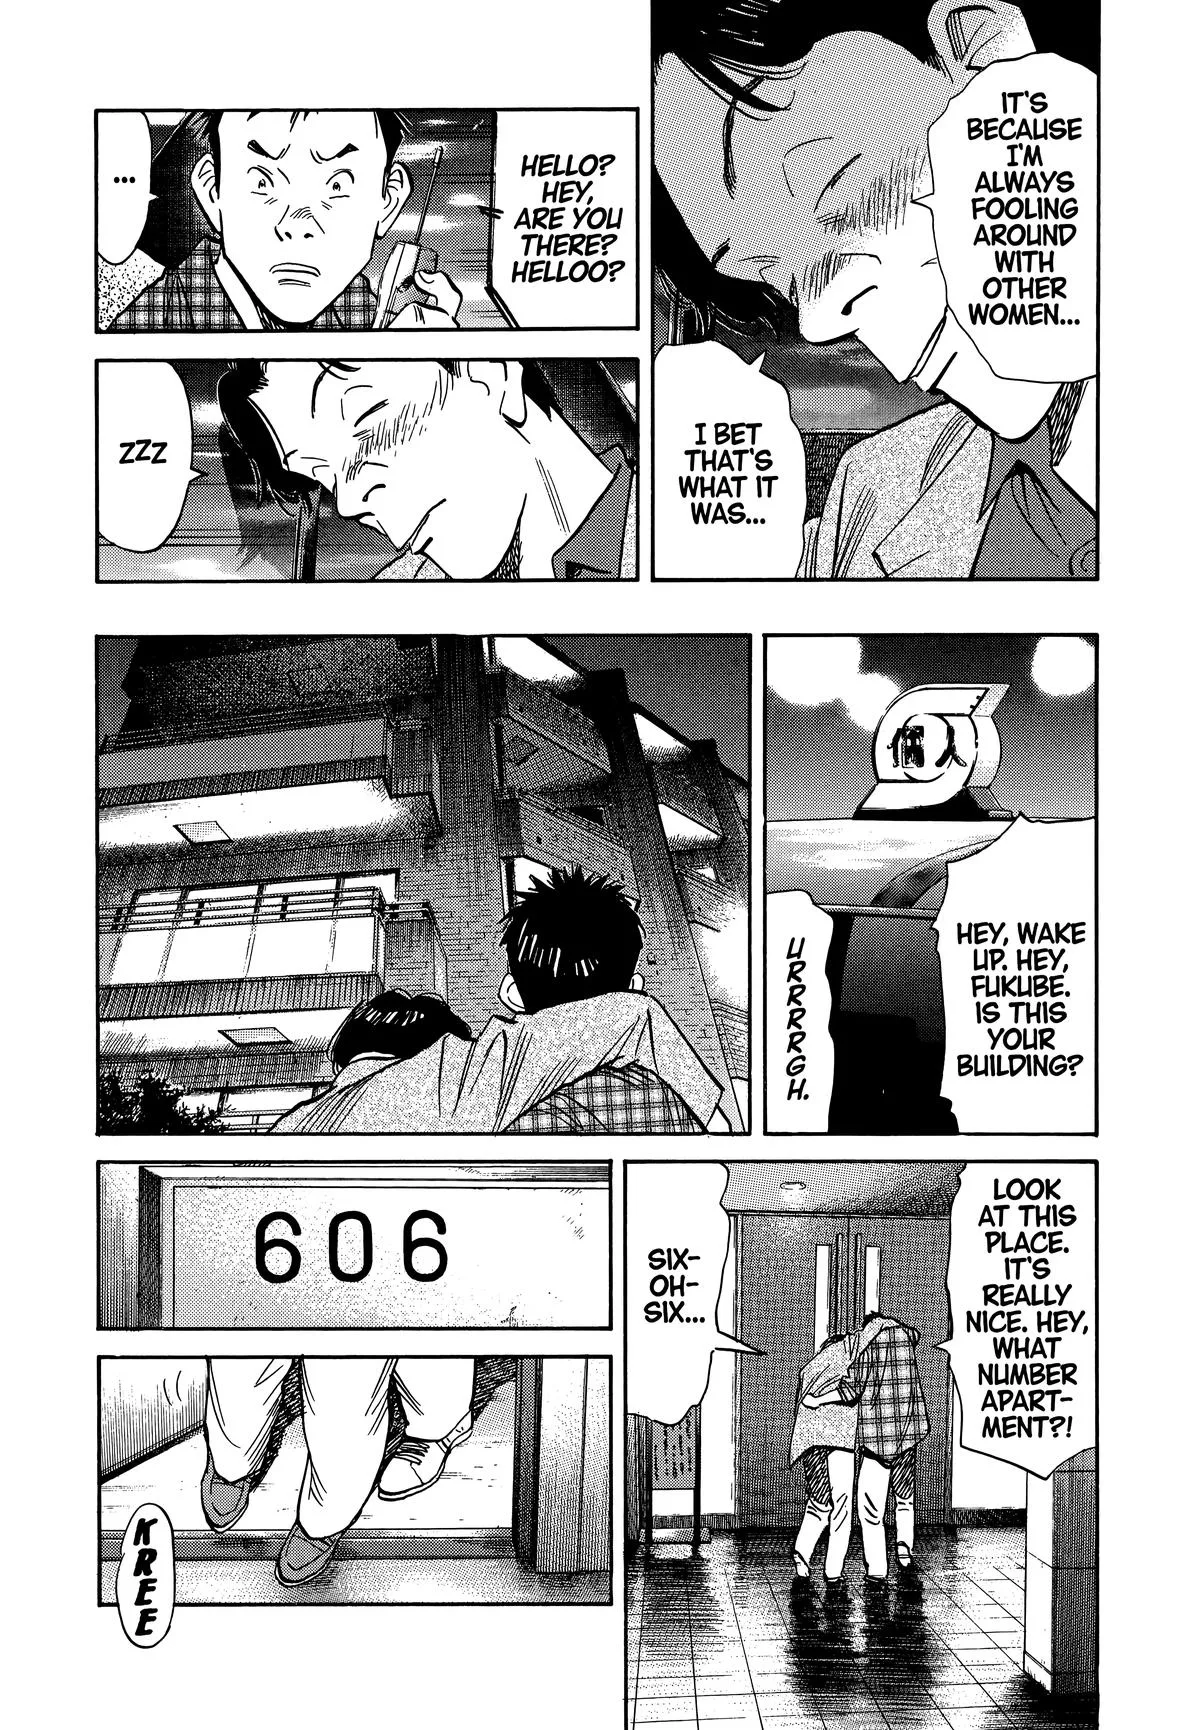 IT'S
BECAUSE
I'M
ALWAYS
FOOLING
AROUND
WITH
OTHER
WOMEN...
I BET
THAT'S
WHAT IT
WAS...
HELLO?
HEY,
ARE YOU
THERE?
HELLOO?
...
ZZZ
個人
HEY, WAKE
UP. HEY,
FUKUBE.
IS THIS
YOUR
BUILDING?
URRRRGH.
LOOK
AT THIS
PLACE.
IT'S
REALLY
NICE. HEY,
WHAT
NUMBER
APART-
MENT?!
SIX-
OH-
SIX...
606
KREE